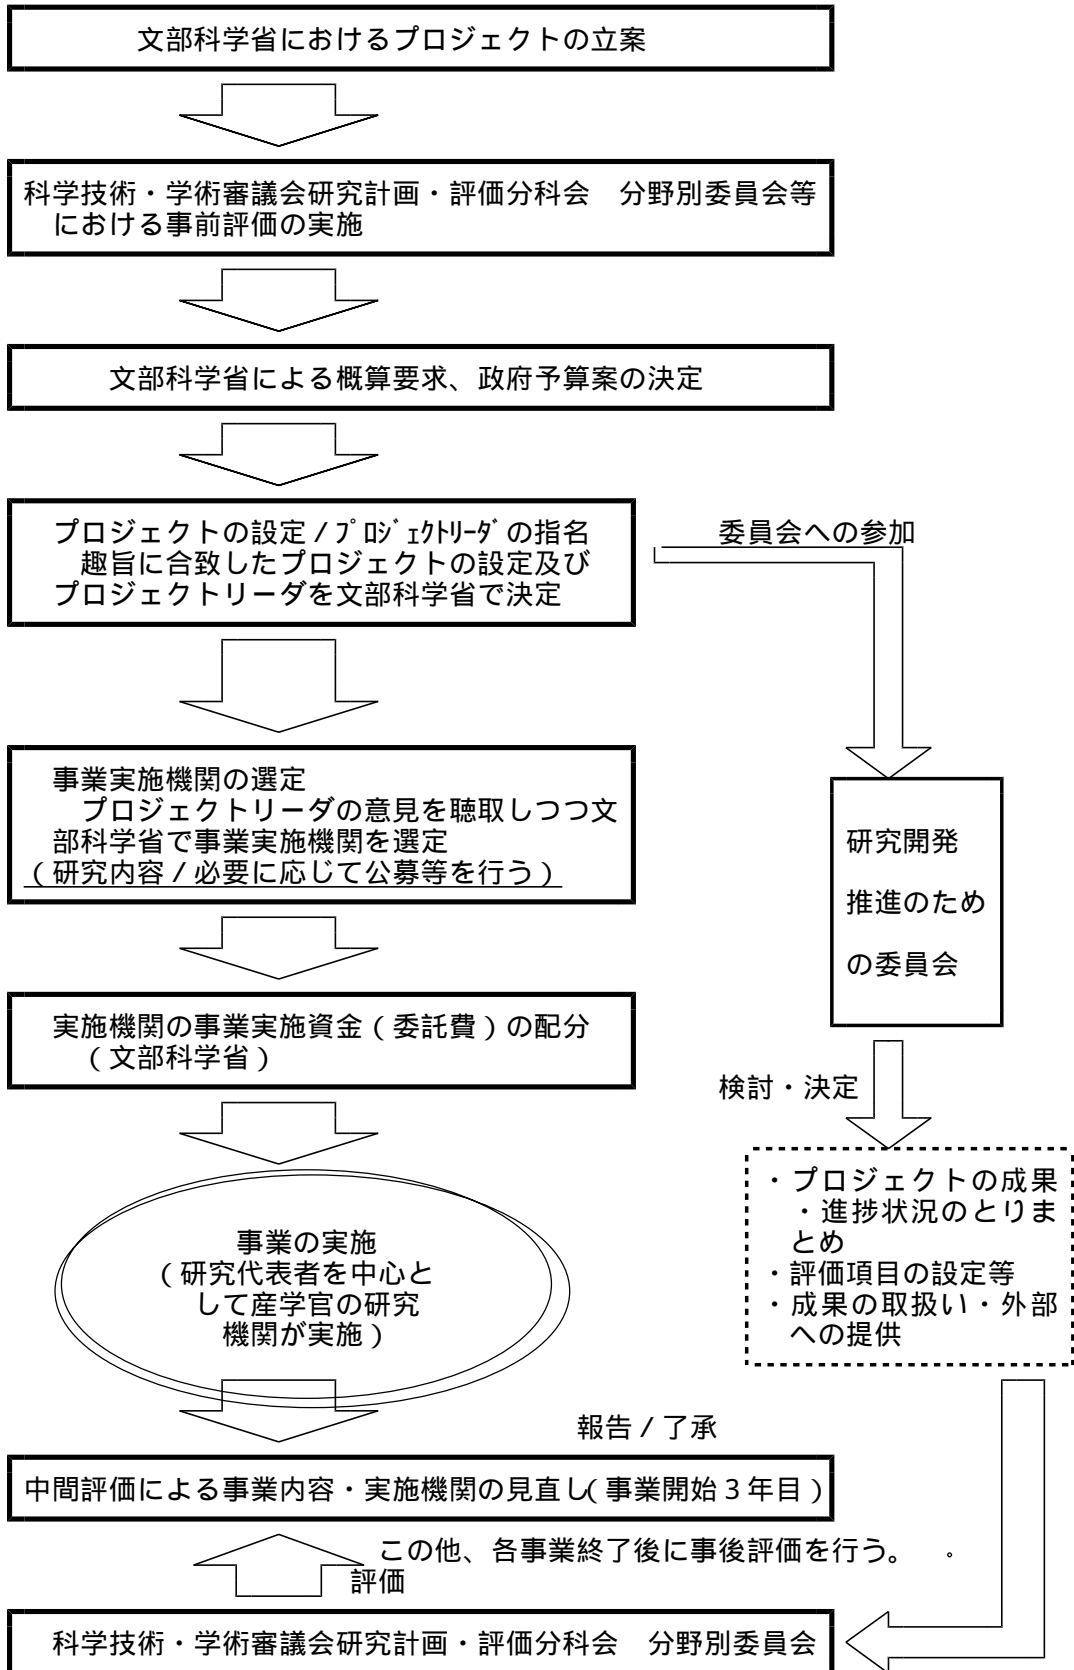 文部科学省におけるプロジェクトの立案
科学技術・学術審議会研究計画・評価分科会　分野別委員会等
における事前評価の実施
文部科学省による概算要求、政府予算案の決定
プロジェクトの設定/ﾌﾟﾛｼﾞｪｸﾄﾘｰﾀﾞの指名
趣旨に合致したプロジェクトの設定及び
プロジェクトリーダを文部科学省で決定
委員会への参加
事業実施機関の選定
プロジェクトリーダの意見を聴取しつつ文
部科学省で事業実施機関を選定
(研究内容/必要に応じて公募等を行う)
研究開発
推進のため
の委員会
実施機関の事業実施資金(委託費)の配分
(文部科学省)
検討・決定
・プロジェクトの成果
・進捗状況のとりま
とめ
・評価項目の設定等
・成果の取扱い・外部
への提供
事業の実施
(研究代表者を中心と
して産学官の研究
機関が実施)
報告/了承
中間評価による事業内容・実施機関の見直し(事業開始3年目)
この他、各事業終了後に事後評価を行う。　。
評価
科学技術・学術審議会研究計画・評価分科会　分野別委員会